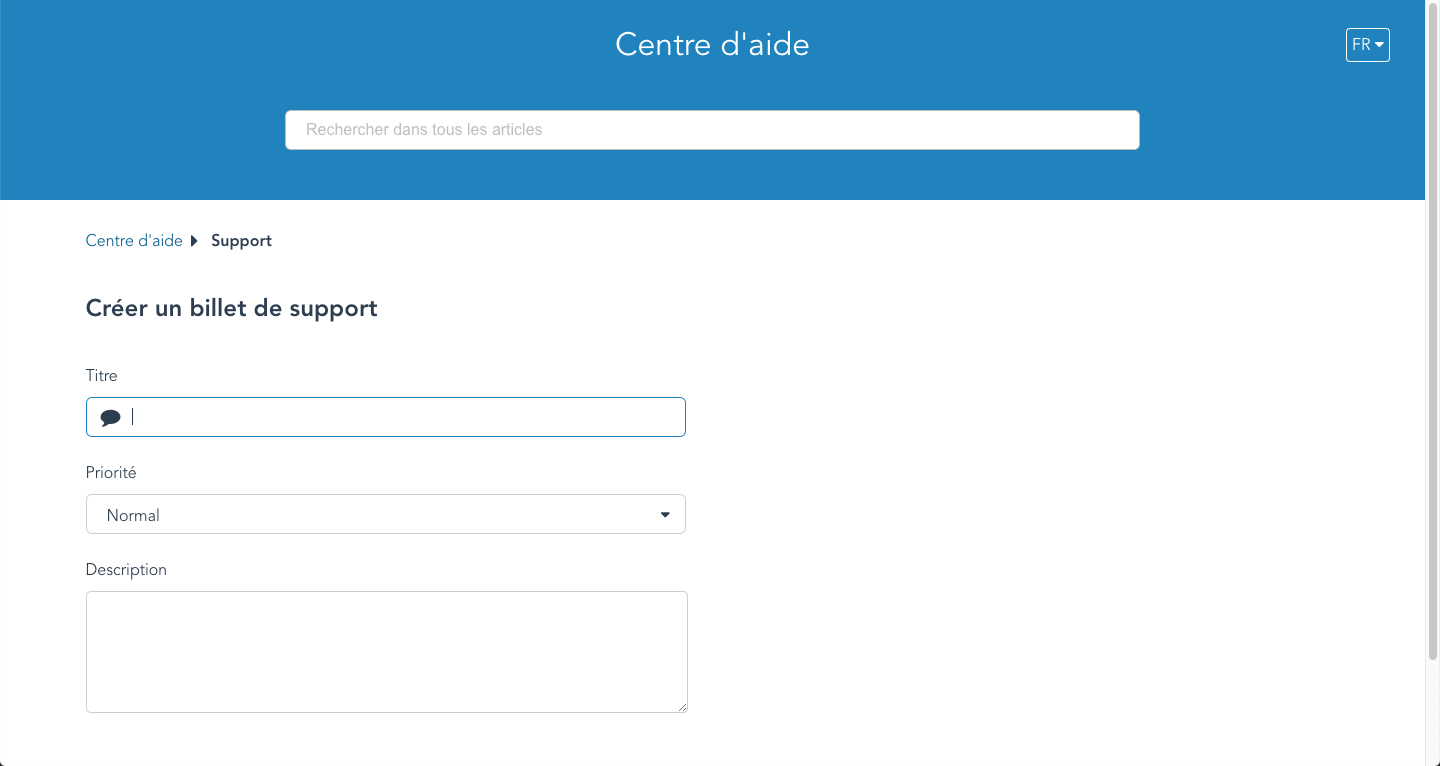 Centre d'aide
FR
Rechercher dans tous les articles
Centre d'aide Support
Créer un billet de support
Titre
Priorité
Normal
Description